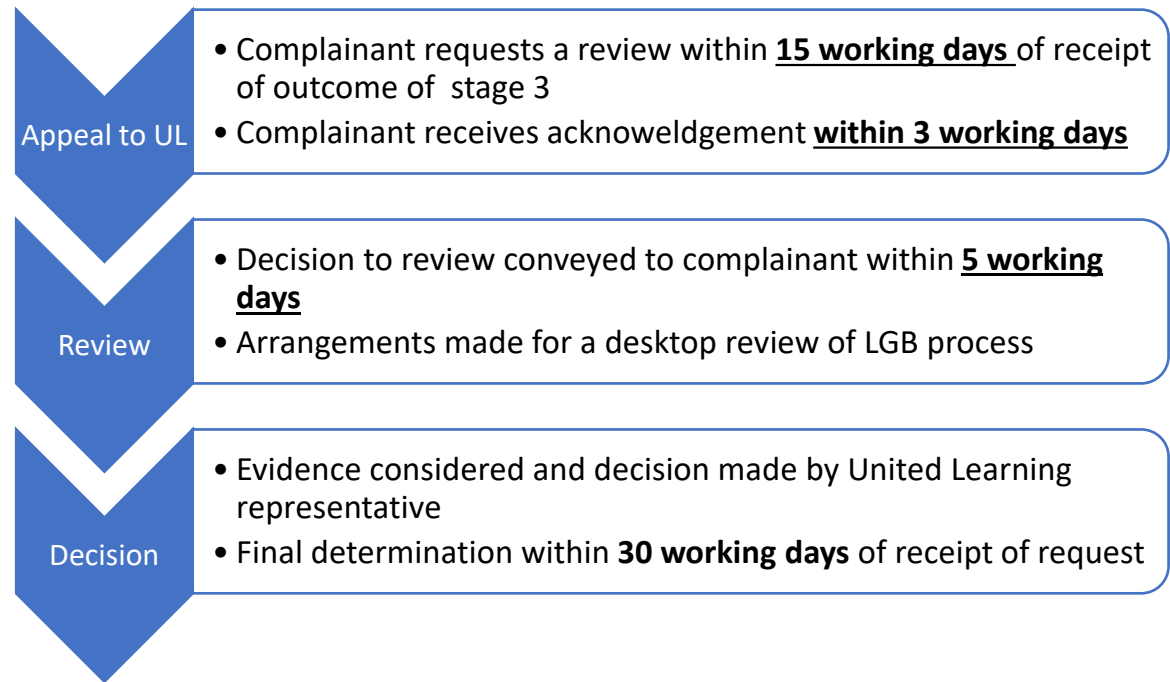 Appeal to UL
• Complainant requests a review within 15 working days of receipt
of outcome of stage 3
• Complainant receives acknoweldgement within 3 working days
Review
• Decision to review conveyed to complainant within 5 working
days
• Arrangements made for a desktop review of LGB process
Decision
• Evidence considered and decision made by United Learning
representative
• Final determination within 30 working days of receipt of request